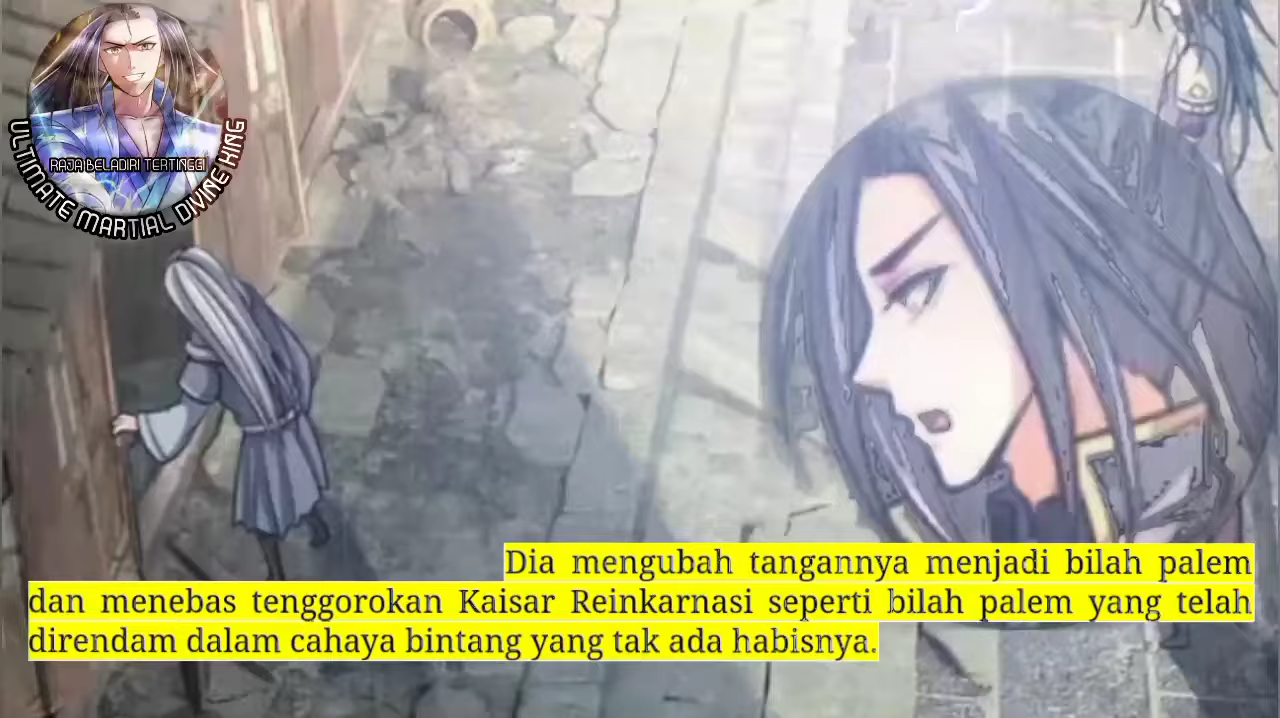 RAJA BELADIRI TERTINGGI
ULTIMATE MARTIAL DIVINE KING
Dia mengubah tangannya menjadi bilah palem
dan menebas tenggorokan Kaisar Reinkarnasi seperti bilah palem yang telah
direndam dalam cahaya bintang yang tak ada habisnya.